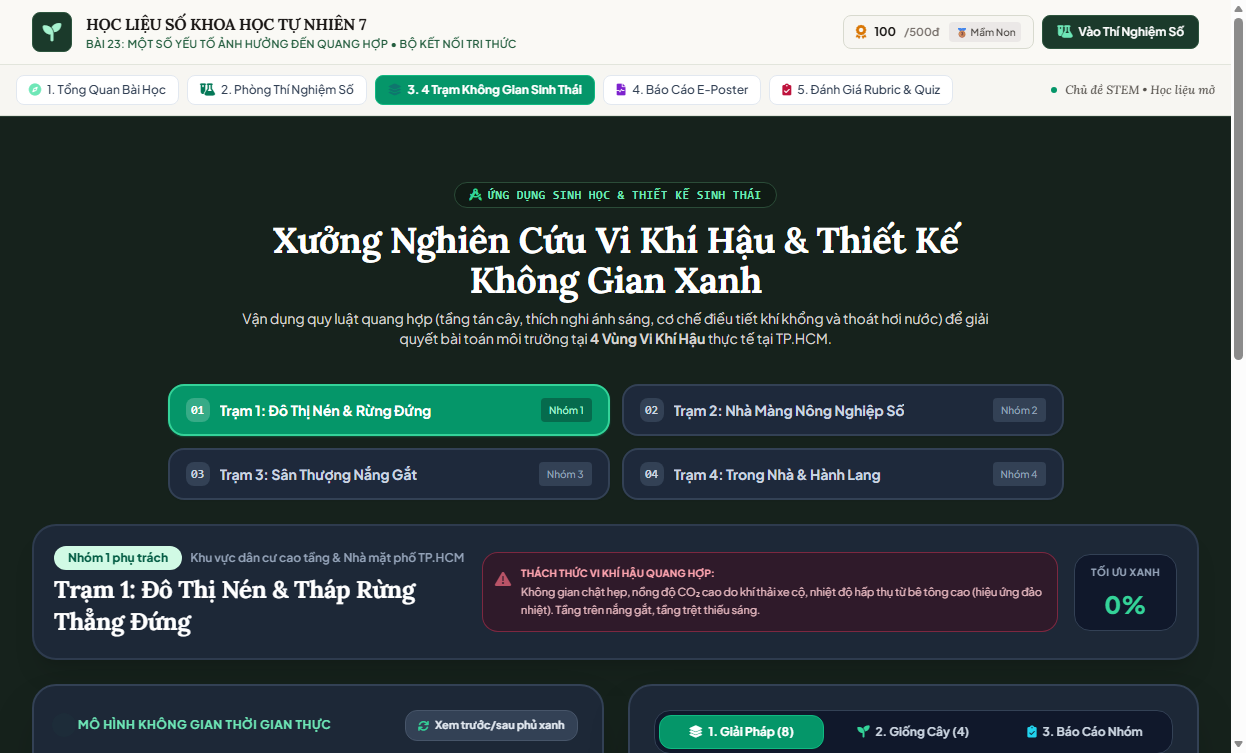 HỌC LIỆU SỐ KHOA HỌC TỰ NHIÊN 7
BÀI 23: MỘT SỐ YẾU TỐ ẢNH HƯỞNG ĐẾN QUANG HỢP • BỘ KẾT NỐI TRI THỨC
100 /500đ Mầm Non
Vào Thí Nghiệm Số
1. Tổng Quan Bài Học
2. Phòng Thí Nghiệm Số
3. 4 Trạm Không Gian Sinh Thái
4. Báo Cáo E-Poster
5. Đánh Giá Rubric & Quiz
Chủ đề STEM • Học liệu mở
ỨNG DỤNG SINH HỌC & THIẾT KẾ SINH THÁI
Xưởng Nghiên Cứu Vi Khí Hậu & Thiết Kế
Không Gian Xanh
Vận dụng quy luật quang hợp (tầng tán cây, thích nghi ánh sáng, cơ chế điều tiết khí khổng và thoát hơi nước) để giải
quyết bài toán môi trường tại 4 Vùng Vi Khí Hậu thực tế tại TP.HCM.
01 Trạm 1: Đô Thị Nén & Rừng Đứng Nhóm 1
02 Trạm 2: Nhà Màng Nông Nghiệp Số Nhóm 2
03 Trạm 3: Sân Thượng Nắng Gắt Nhóm 3
04 Trạm 4: Trong Nhà & Hành Lang Nhóm 4
Nhóm 1 phụ trách Khu vực dân cư cao tầng & Nhà mặt phố TP.HCM
Trạm 1: Đô Thị Nén & Tháp Rừng
Thẳng Đứng
THÁCH THỨC VI KHÍ HẬU QUANG HỢP:
Không gian chật hẹp, nồng độ CO₂ cao do khí thải xe cộ, nhiệt độ hấp thụ từ bê tông cao (hiệu ứng đảo
nhiệt). Tầng trên nắng gắt, tầng trệt thiếu sáng.
TỐI ƯU XANH
0%
MÔ HÌNH KHÔNG GIAN THỜI GIAN THỰC
Xem trước/sau phủ xanh
1. Giải Pháp (8)
2. Giống Cây (4)
3. Báo Cáo Nhóm